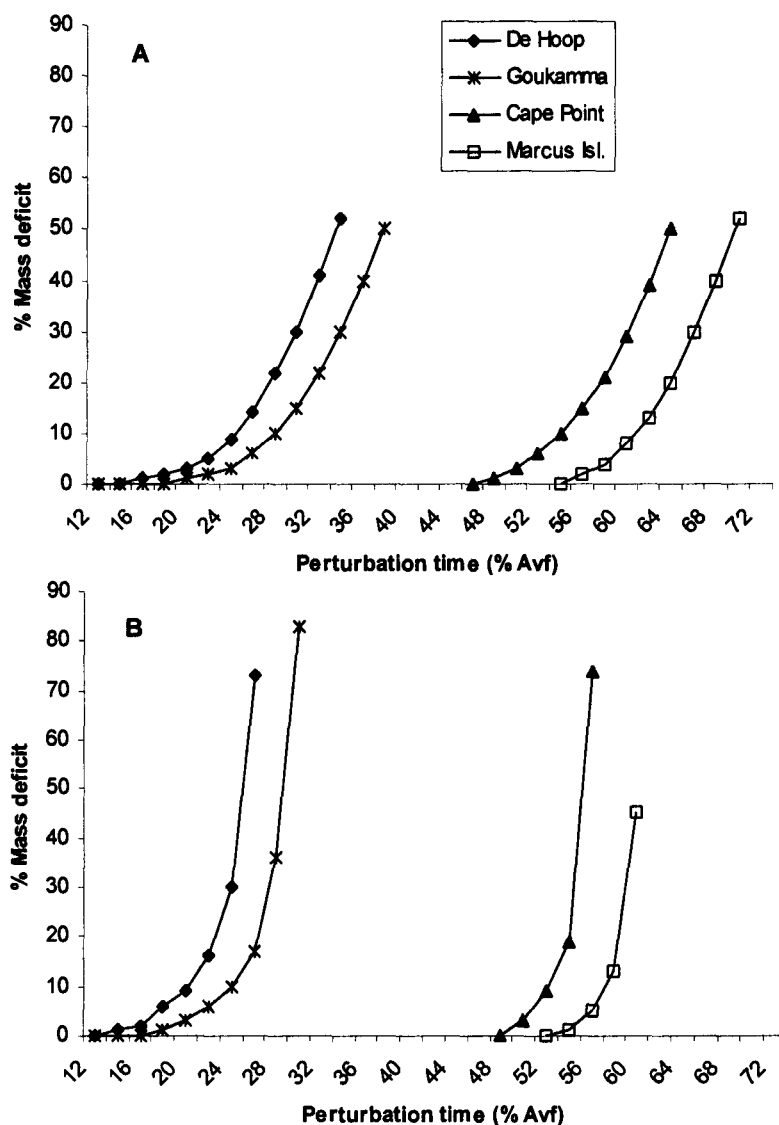 A
De Hoop
Goukamma
Cape Point
Marcus Isl.
90
80
70
60
50
40
30
20
10
0
% Mass deficit
12 16 20 24 28 32 36 40 44 48 52 56 60 64 68 72
Perturbation time (% Avf)
B
90
80
70
60
50
40
30
20
10
0
% Mass deficit
12 16 20 24 28 32 36 40 44 48 52 56 60 64 68 72
Perturbation time (% Avf)